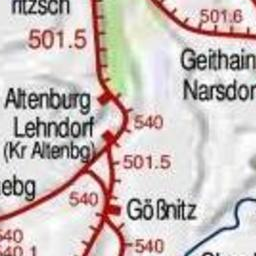 ritzsch
501.6
501.5
Geithain
Narsdor
Altenburg
540
Lehndorf
(Kr Altenbg)
501.5
ebg
540
Gößnitz
540
540
540.1